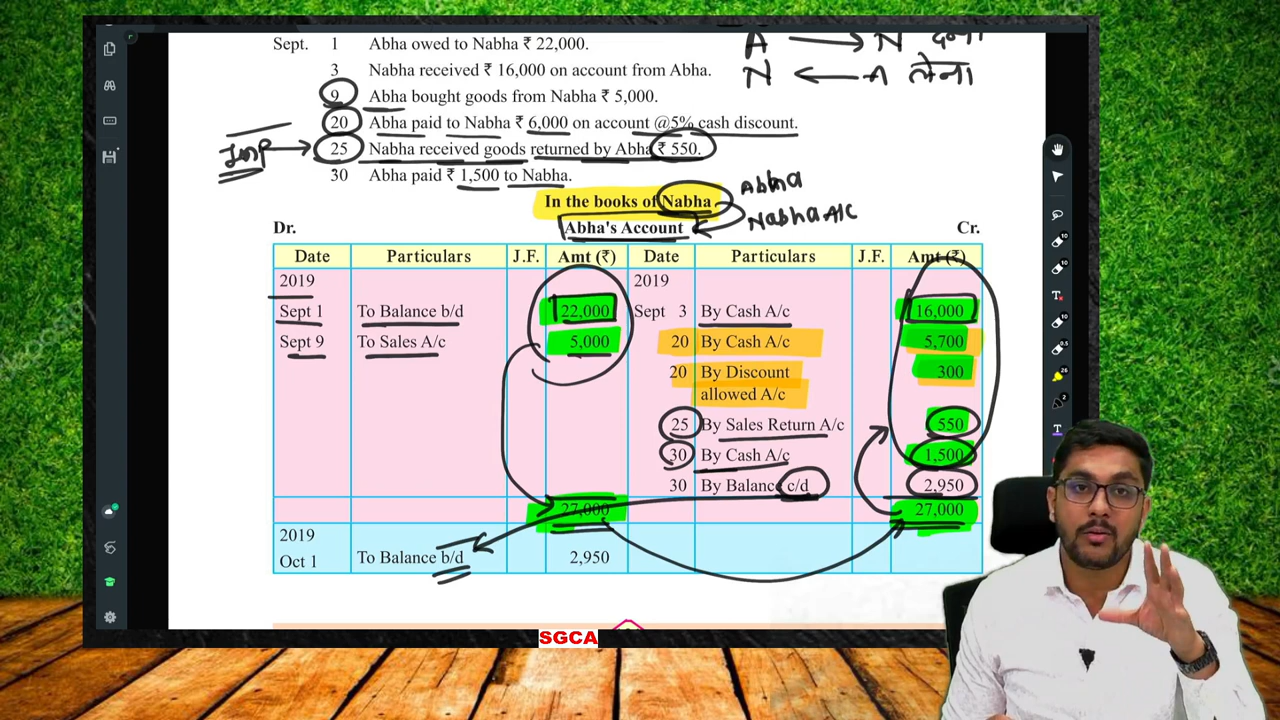 Sept. 1 Abha owed to Nabha ₹ 22,000.
A ⟶ N देना
3 Nabha received ₹ 16,000 on account from Abha.
N ⟵ A लेना
9 Abha bought goods from Nabha ₹ 5,000.
20 Abha paid to Nabha ₹ 6,000 on account @5% cash discount.
Imp → 25 Nabha received goods returned by Abha ₹ 550.
30 Abha paid ₹ 1,500 to Nabha.
In the books of Nabha
Abha
Nabha A/C
Dr. Abha's Account Cr.
Date Particulars J.F. Amt (₹) Date Particulars J.F. Amt (₹)
2019 2019
Sept 1 To Balance b/d 22,000 Sept 3 By Cash A/c 16,000
Sept 9 To Sales A/c 5,000 20 By Cash A/c 5,700
20 By Discount 300
allowed A/c
25 By Sales Return A/c 550
30 By Cash A/c 1,500
30 By Balance c/d 2,950
27,000 27,000
2019
Oct 1 To Balance b/d 2,950
SGCA